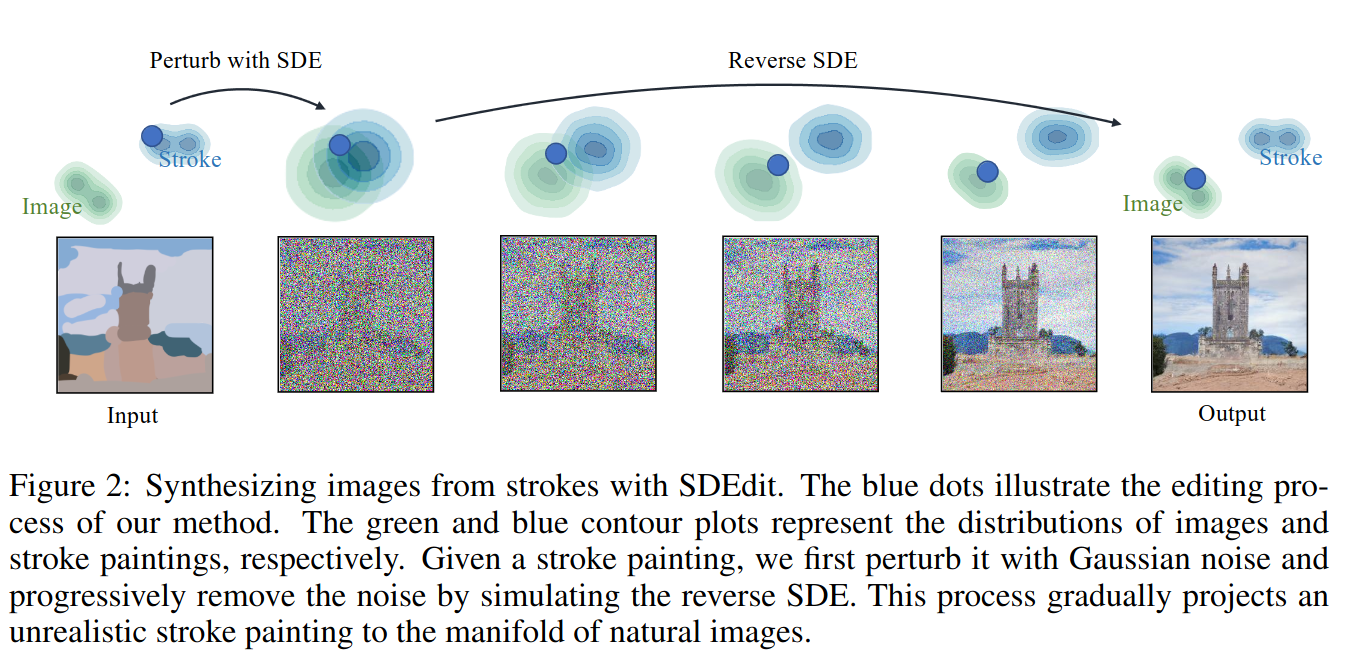 Perturb with SDE
Reverse SDE
Stroke
Image
Stroke
Image
Input
Output
Figure 2: Synthesizing images from strokes with SDEdit. The blue dots illustrate the editing pro-
cess of our method. The green and blue contour plots represent the distributions of images and
stroke paintings, respectively. Given a stroke painting, we first perturb it with Gaussian noise and
progressively remove the noise by simulating the reverse SDE. This process gradually projects an
unrealistic stroke painting to the manifold of natural images.